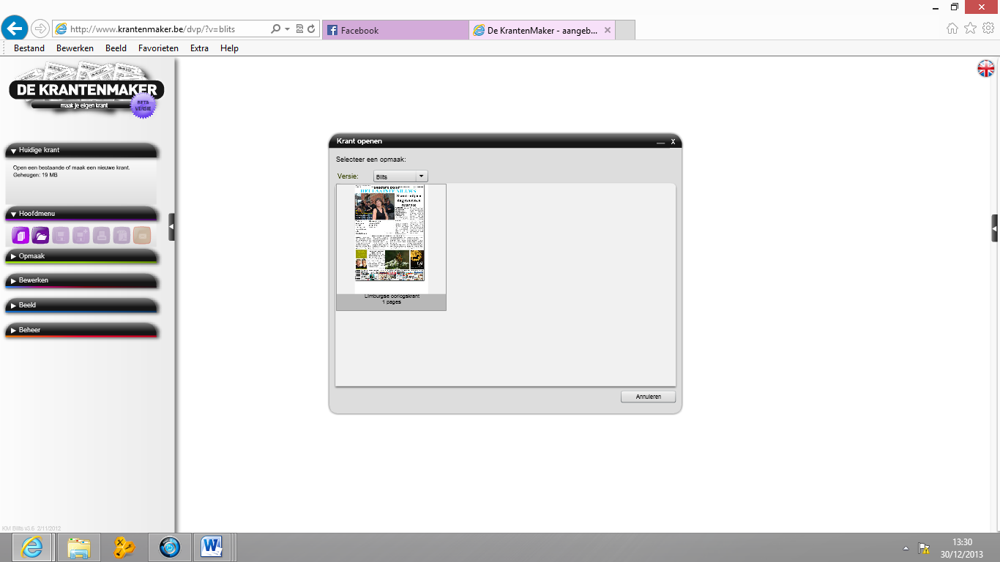 http://www.krantenmaker.be/dvp/?v=blits
Facebook
De KrantenMaker - aangeb...
Bestand Bewerken Beeld Favorieten Extra Help
DE KRANTENMAKER
maak je eigen krant
BETA
VERSIE
Huidige krant
Open een bestaande of maak een nieuwe krant.
Geheugen: 19 MB
Hoofdmenu
Opmaak
Bewerken
Beeld
Beheer
Krant openen
X
Selecteer een opmaak:
Versie: Blits
HET LAATSTE NIEUWS
Limburgse oorlogskrant
1 pages
Annuleren
KM Blits v3.6 2/11/2012
13:30
30/12/2013